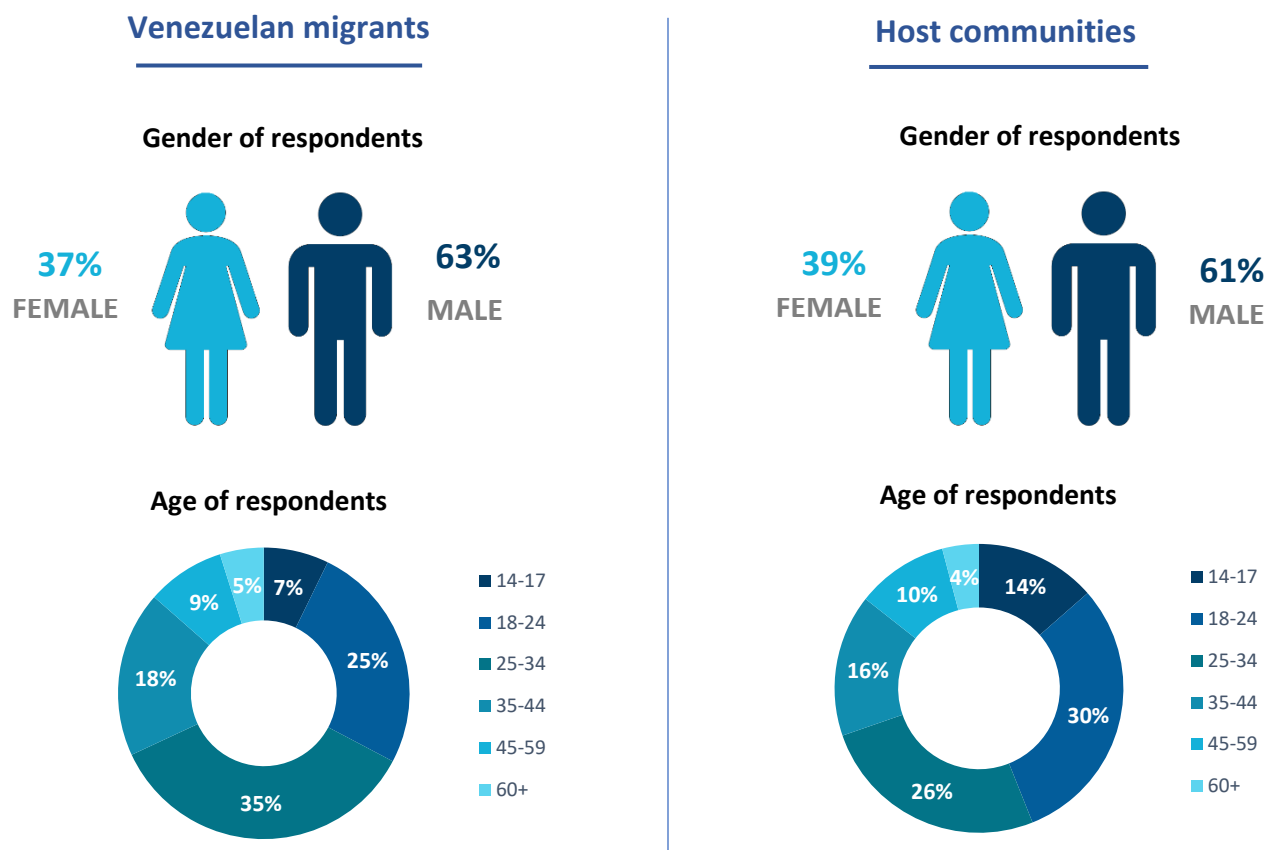 Venezuelan migrants
Gender of respondents
37%
FEMALE
63%
MALE
Age of respondents
5%
7%
9%
25%
18%
35%
14-17
18-24
25-34
35-44
45-59
60+
Host communities
Gender of respondents
39%
FEMALE
61%
MALE
Age of respondents
4%
14%
10%
16%
30%
26%
14-17
18-24
25-34
35-44
45-59
60+